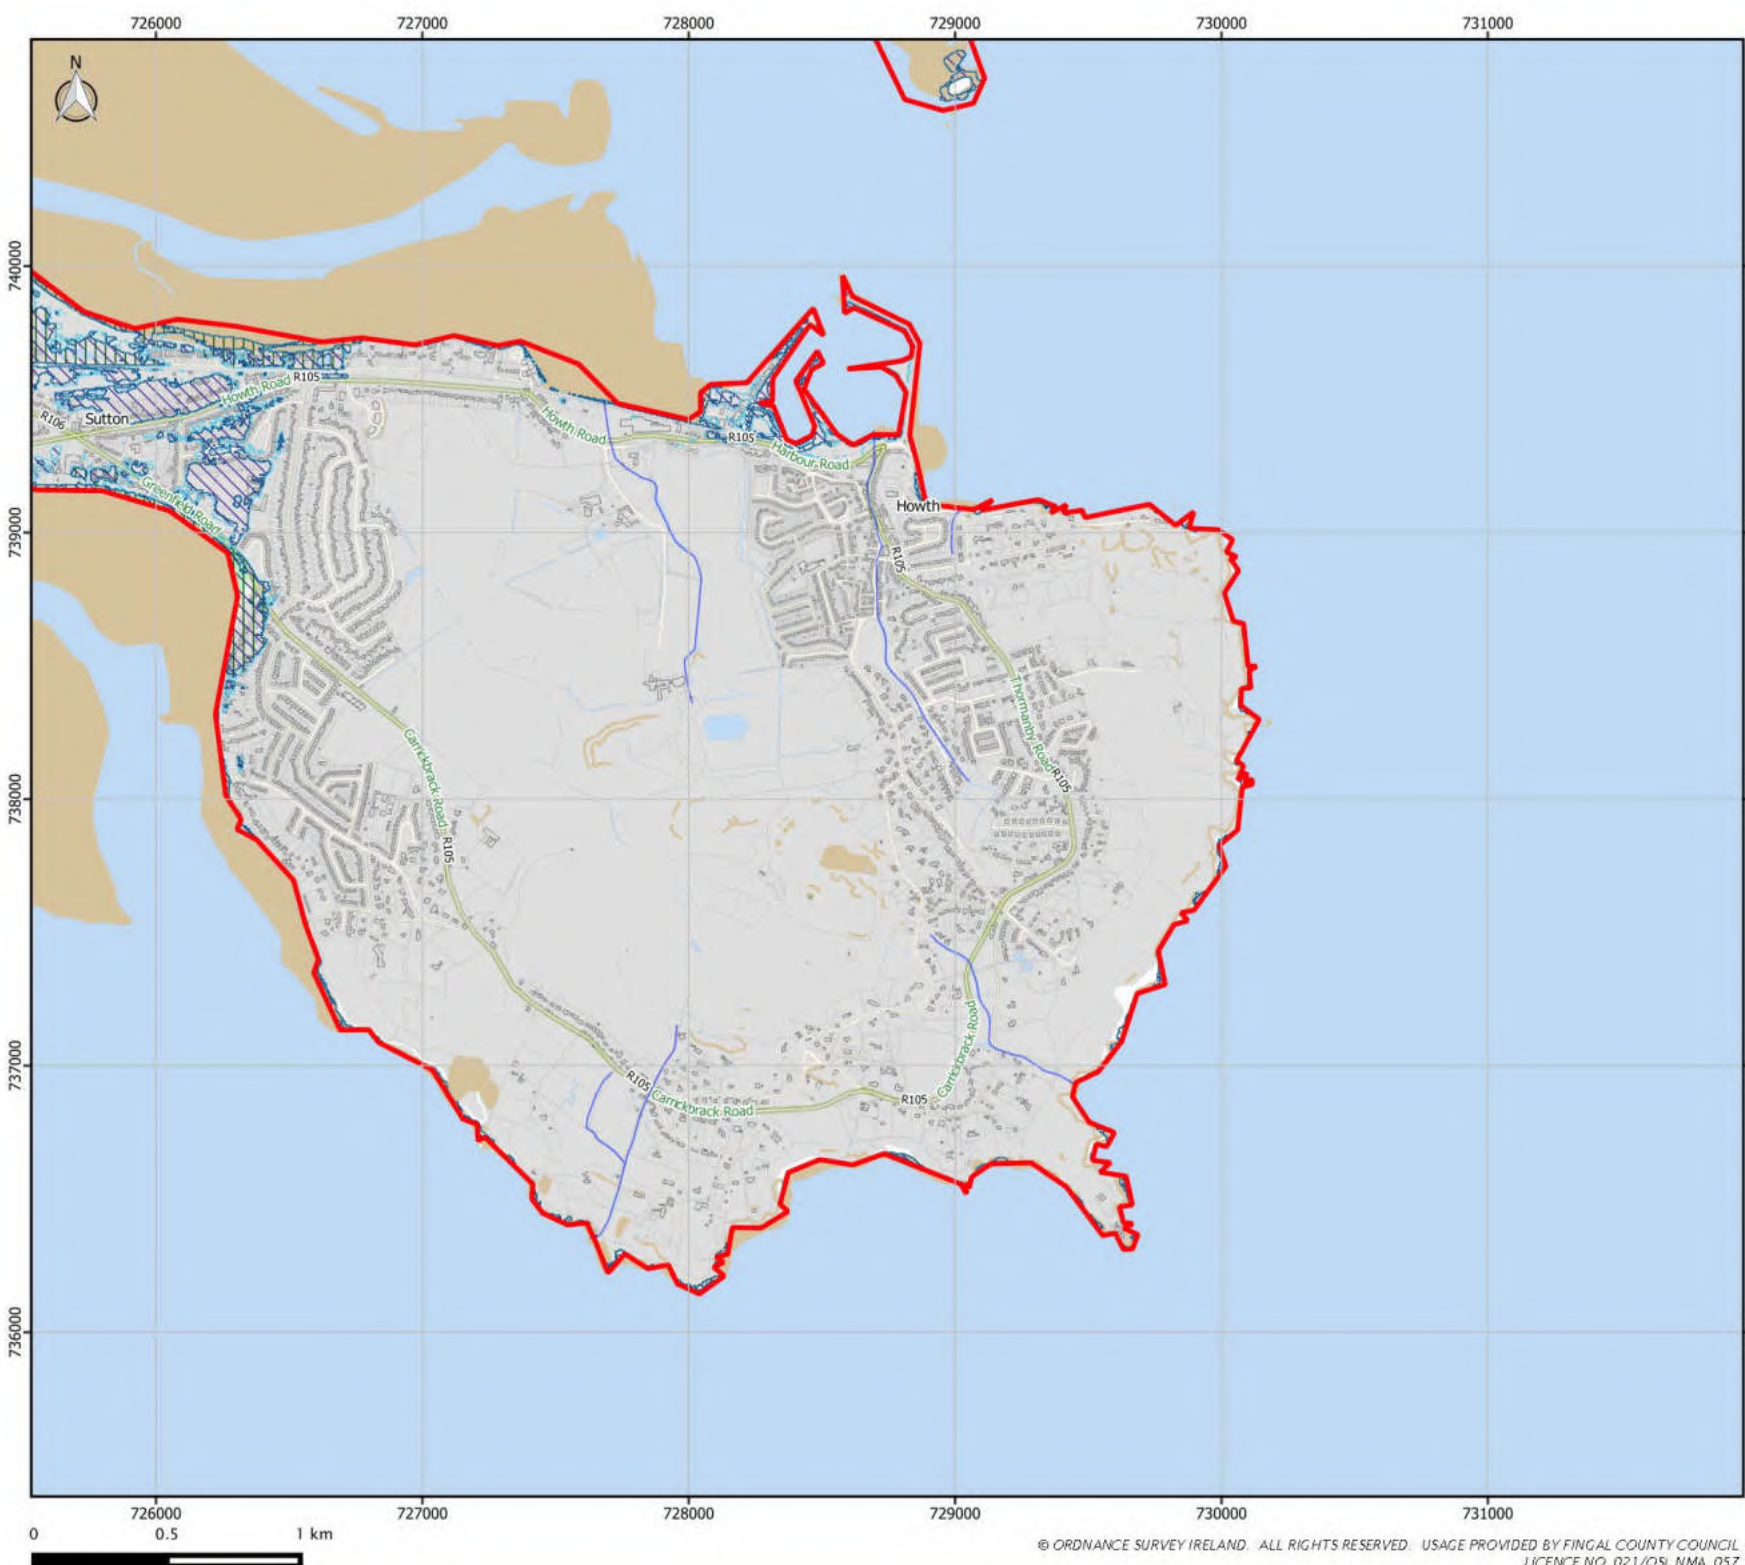 726000 727000 728000 729000 730000 731000
N
740000
R105
Howth Road
Sutton
R106
Howth Road
R105
Harbour Road
Greenfield Road
Howth
739000
R105
Thormanby Road
Carrickbrack Road
R105
738000
R105
Carrickbrack Road
737000
R105
Carrickbrack Road
R105
736000
726000 727000 728000 729000 730000 731000
0 0.5 1 km
© ORDNANCE SURVEY IRELAND. ALL RIGHTS RESERVED. USAGE PROVIDED BY FINGAL COUNTY COUNCIL
LICENCE NO. 021/OSI_NMA_057